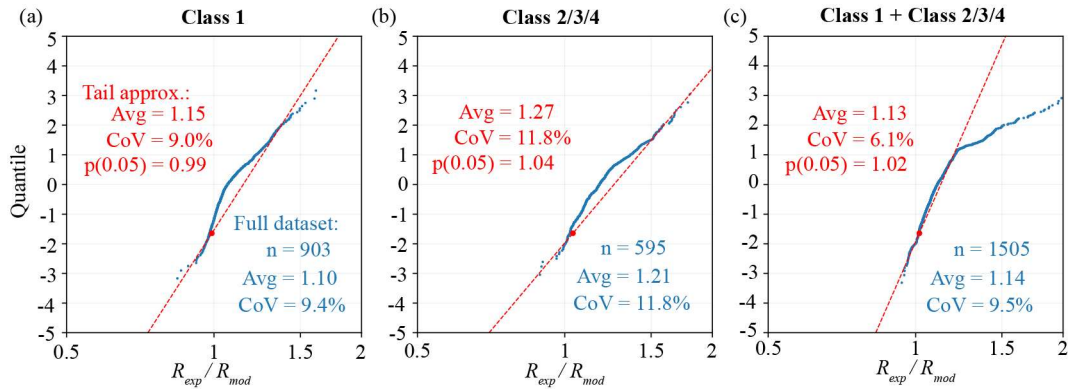 (a) Class 1
Quantile
5
4
3
2
1
0
-1
-2
-3
-4
-5
Tail approx.:
Avg = 1.15
CoV = 9.0%
p(0.05) = 0.99
Full dataset:
n = 903
Avg = 1.10
CoV = 9.4%
0.5 1 1.5 2
R_exp / R_mod
(b) Class 2/3/4
5
4
3
2
1
0
-1
-2
-3
-4
-5
Avg = 1.27
CoV = 11.8%
p(0.05) = 1.04
n = 595
Avg = 1.21
CoV = 11.8%
0.5 1 1.5 2
R_exp / R_mod
(c) Class 1 + Class 2/3/4
5
4
3
2
1
0
-1
-2
-3
-4
-5
Avg = 1.13
CoV = 6.1%
p(0.05) = 1.02
n = 1505
Avg = 1.14
CoV = 9.5%
0.5 1 1.5 2
R_exp / R_mod